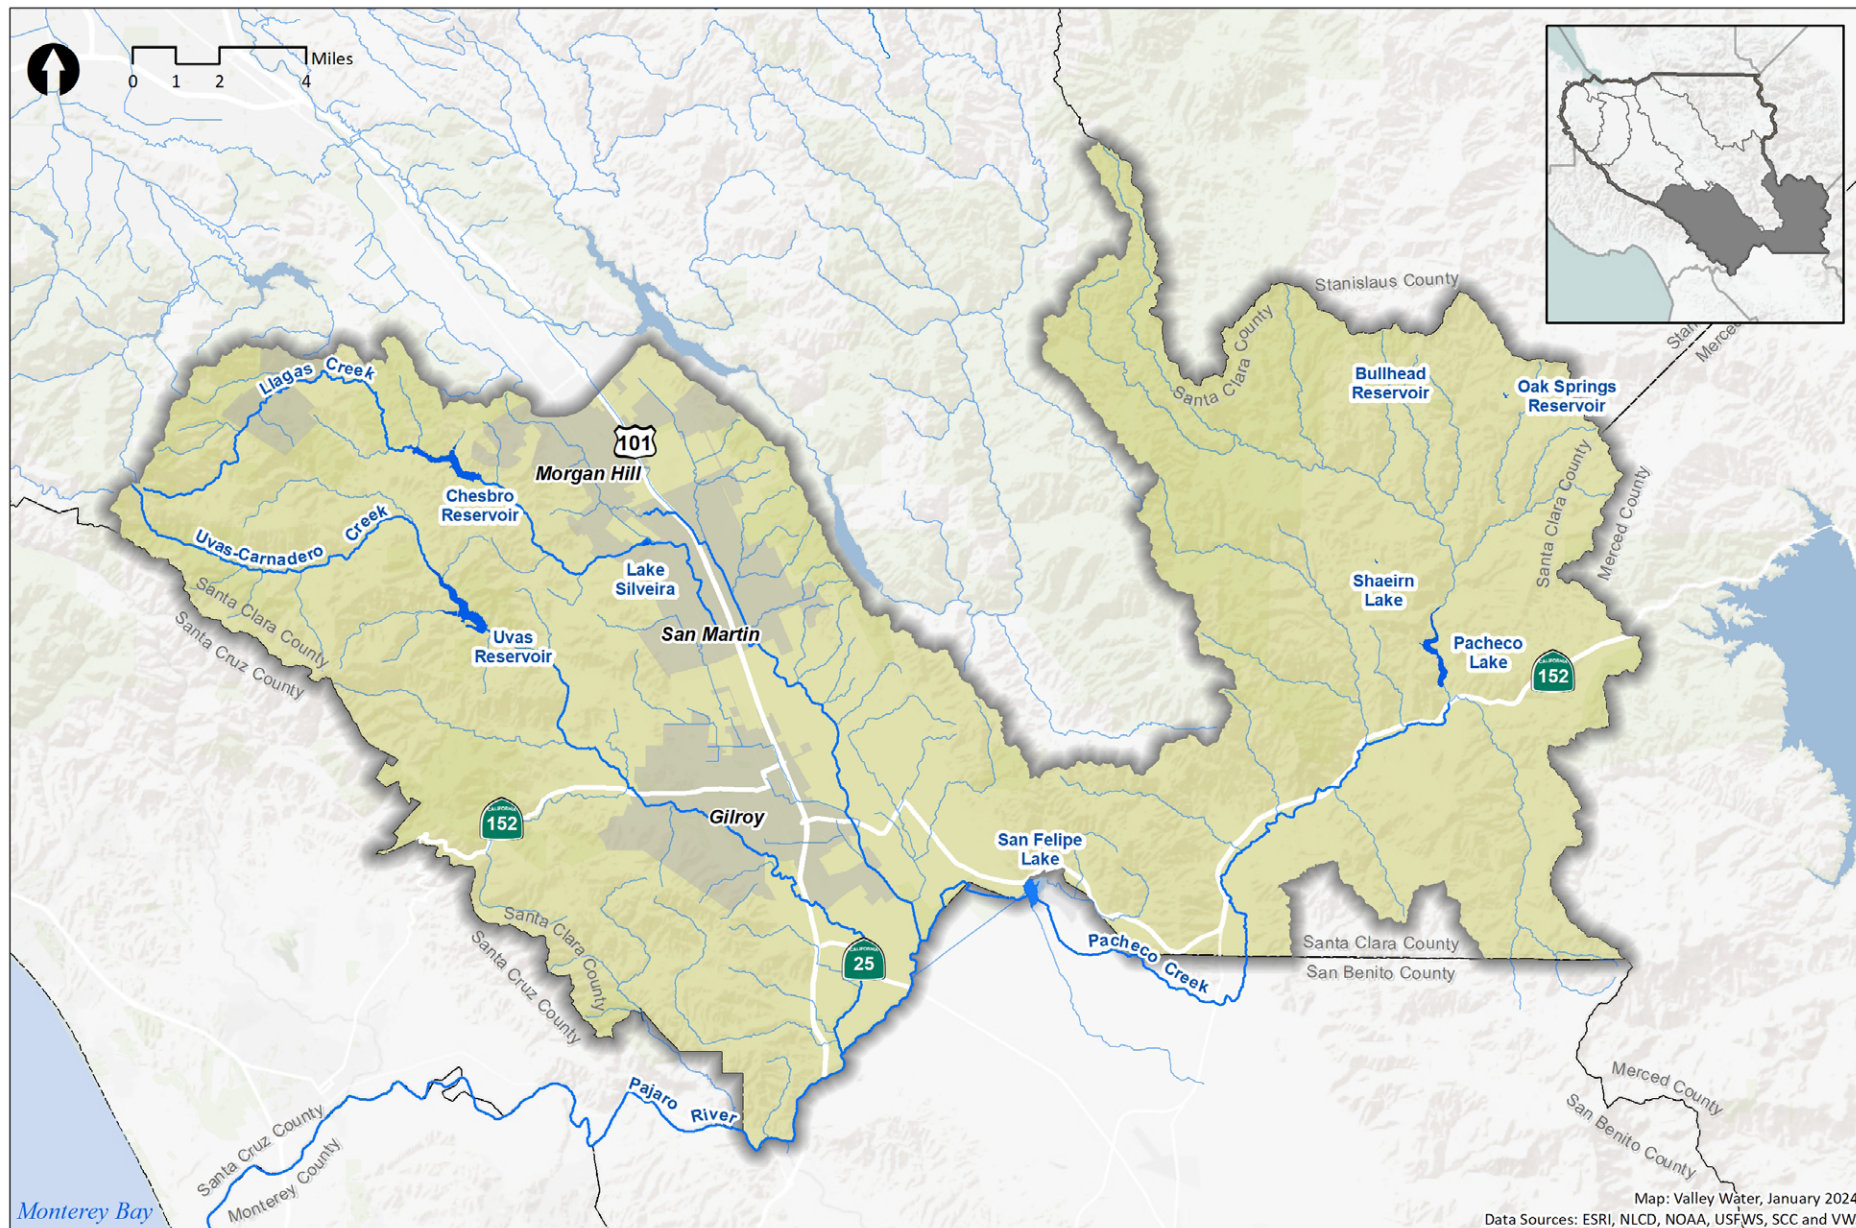 Miles
0 1 2 4
Stanislaus County
Santa Clara County
Merced
Llagas Creek
101
Morgan Hill
Bullhead
Reservoir
Oak Springs
Reservoir
Chesbro
Reservoir
Uvas-Carnadero Creek
Santa Clara County
Merced County
Lake
Silveira
Shaeirn
Lake
Santa Clara County
Santa Cruz County
Uvas
Reservoir
San Martin
Pacheco
Lake
CALIFORNIA
152
CALIFORNIA
152
Gilroy
San Felipe
Lake
Santa Clara County
Santa Cruz County
CALIFORNIA
25
Pacheco Creek
Santa Clara County
San Benito County
Pajaro River
Merced County
San Benito County
Santa Cruz County
Monterey County
Monterey Bay
Map: Valley Water, January 2024
Data Sources: ESRI, NLCD, NOAA, USFWS, SCC and VW